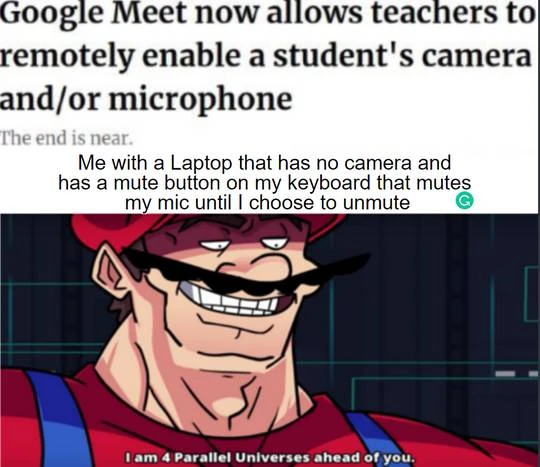 Google Meet now allows teachers to
remotely enable a student's camera
and/or microphone
The end is near.
Me with a Laptop that has no camera and
has a mute button on my keyboard that mutes
my mic until I choose to unmute
I am 4 Parallel Universes ahead of you.